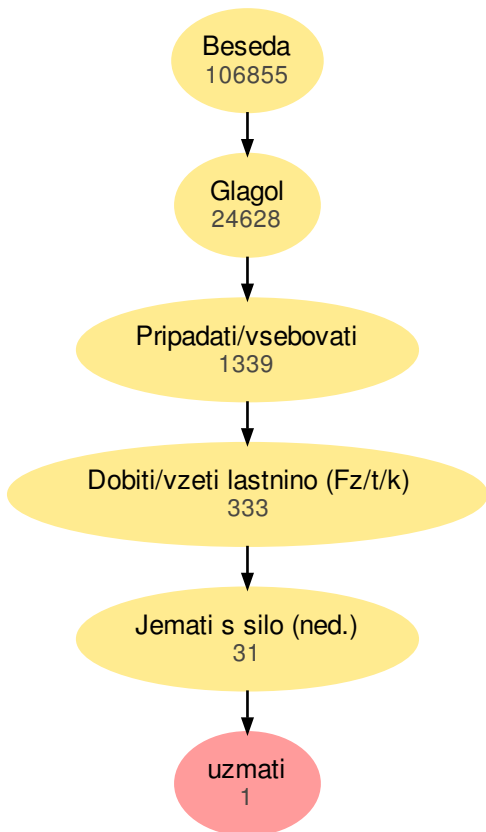 Beseda
106855
Glagol
24628
Pripadati/vsebovati
1339
Dobiti/vzeti lastnino (Fz/t/k)
333
Jemati s silo (ned.)
31
uzmati
1